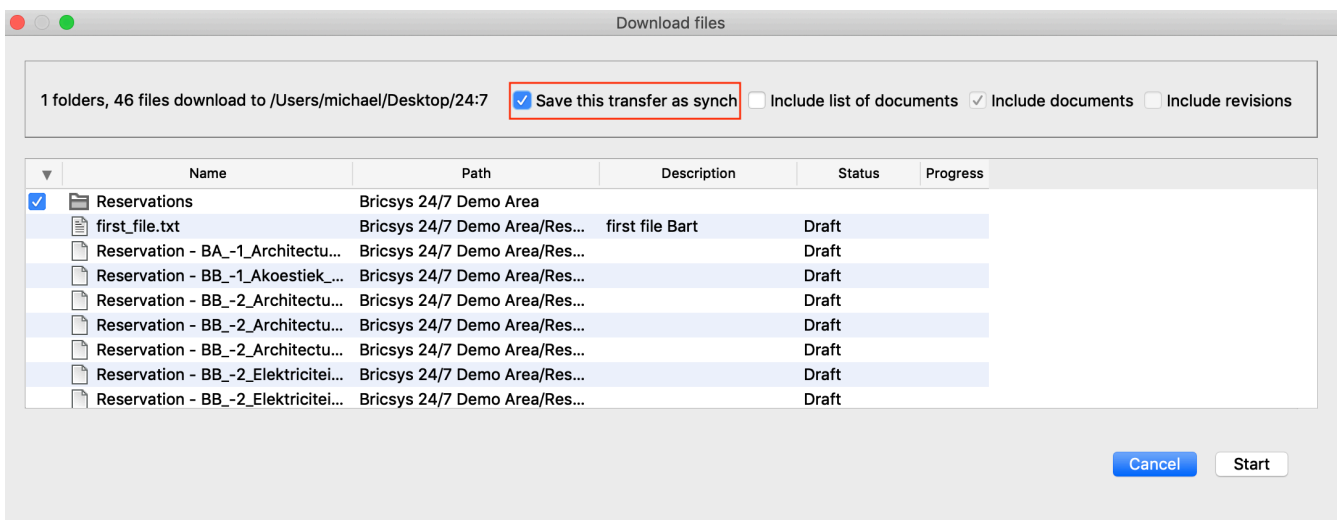 Download files
1 folders, 46 files download to /Users/michael/Desktop/24:7 Save this transfer as synch Include list of documents Include documents Include revisions
Name Path Description Status Progress
Reservations Bricsys 24/7 Demo Area
first_file.txt Bricsys 24/7 Demo Area/Res... first file Bart Draft
Reservation - BA_-1_Architectu... Bricsys 24/7 Demo Area/Res... Draft
Reservation - BB_-1_Akoestiek_... Bricsys 24/7 Demo Area/Res... Draft
Reservation - BB_-2_Architectu... Bricsys 24/7 Demo Area/Res... Draft
Reservation - BB_-2_Architectu... Bricsys 24/7 Demo Area/Res... Draft
Reservation - BB_-2_Architectu... Bricsys 24/7 Demo Area/Res... Draft
Reservation - BB_-2_Elektricitei... Bricsys 24/7 Demo Area/Res... Draft
Reservation - BB_-2_Elektricitei... Bricsys 24/7 Demo Area/Res... Draft
Cancel Start